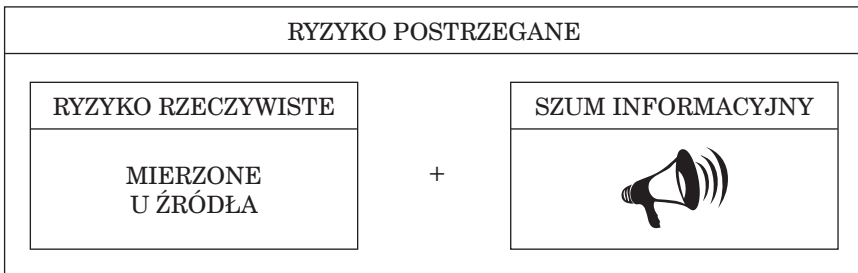 RYZYKO POSTRZEGANE
RYZYKO RZECZYWISTE
MIERZONE
U ŹRÓDŁA
+
SZUM INFORMACYJNY